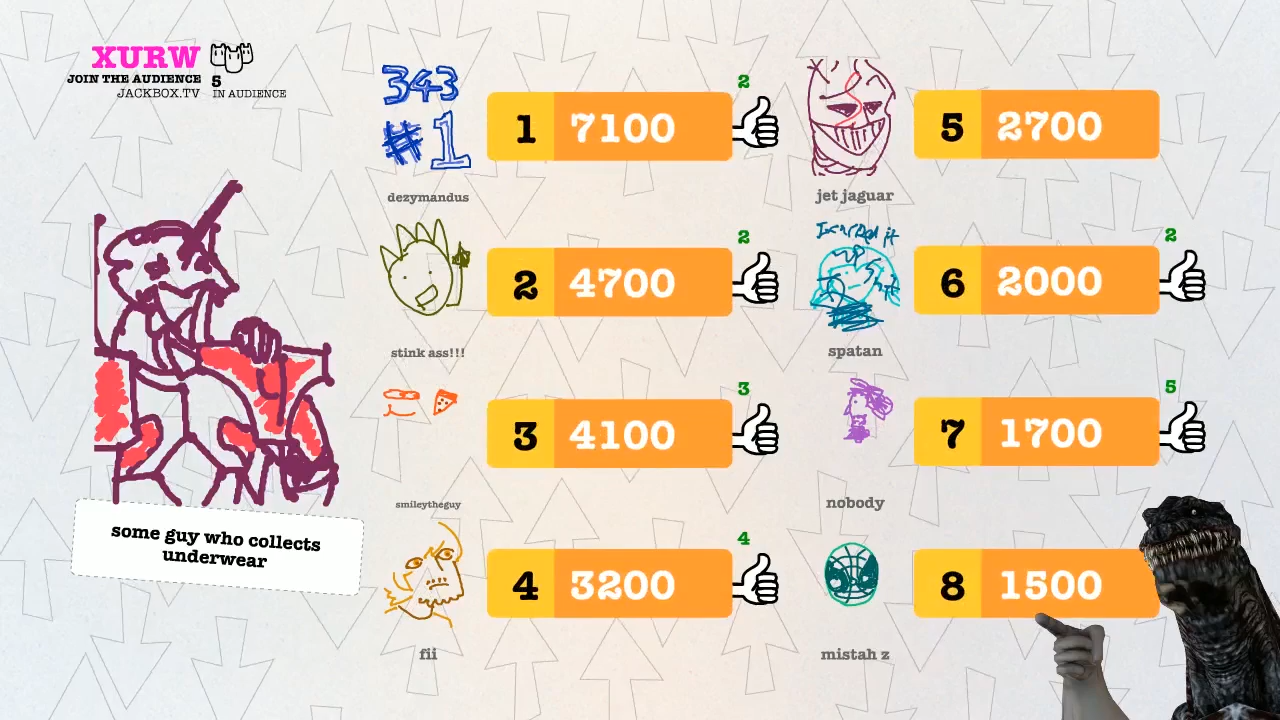 XURW
JOIN THE AUDIENCE
JACKBOX.TV
5
IN AUDIENCE
some guy who collects
underwear
343
#1
1 7100
2
dezymandus
2 4700
2
stink ass!!!
3 4100
3
smileytheguy
4 3200
4
fii
5 2700
jet jaguar
6 2000
2
spatan
7 1700
5
nobody
8 1500
mistah z